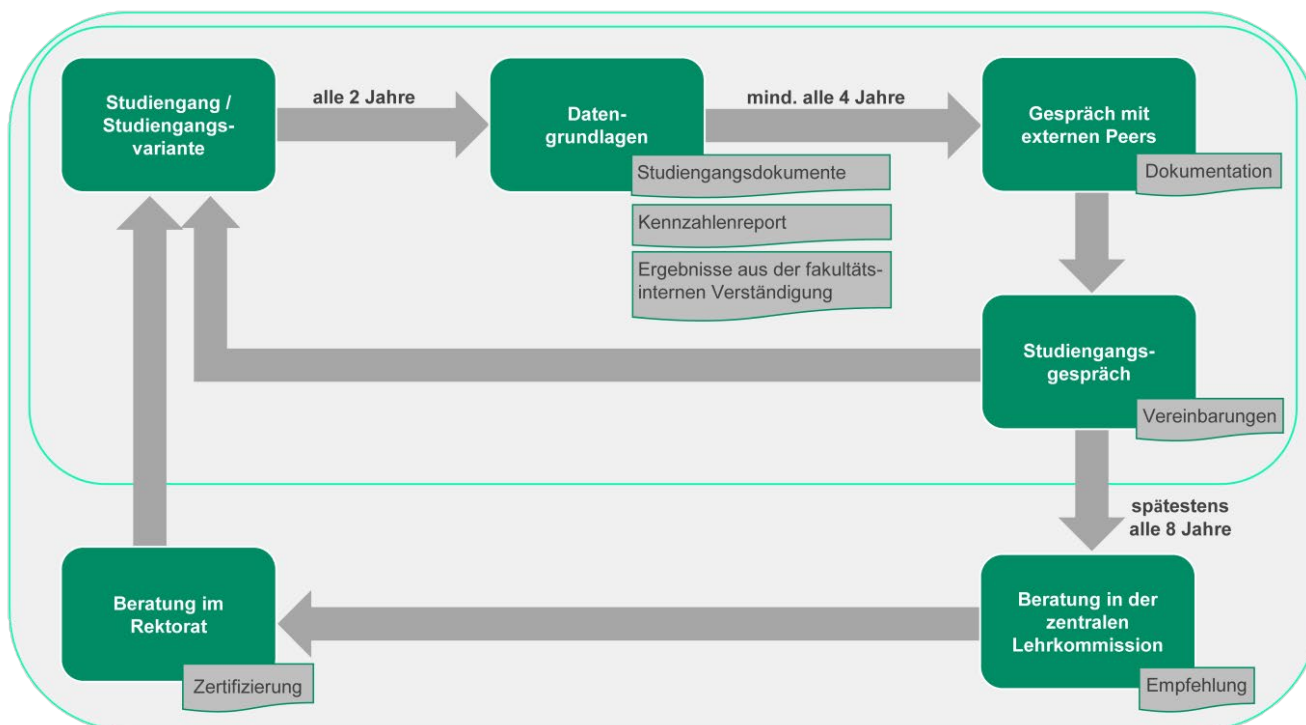 Studiengang /
Studiengangs-
variante
alle 2 Jahre
Daten-
grundlagen
Studiengangsdokumente
Kennzahlenreport
Ergebnisse aus der fakultäts-
internen Verständigung
mind. alle 4 Jahre
Gespräch mit
externen Peers
Dokumentation
Studiengangs-
gespräch
Vereinbarungen
spätestens
alle 8 Jahre
Beratung in der
zentralen
Lehrkommission
Empfehlung
Beratung im
Rektorat
Zertifizierung